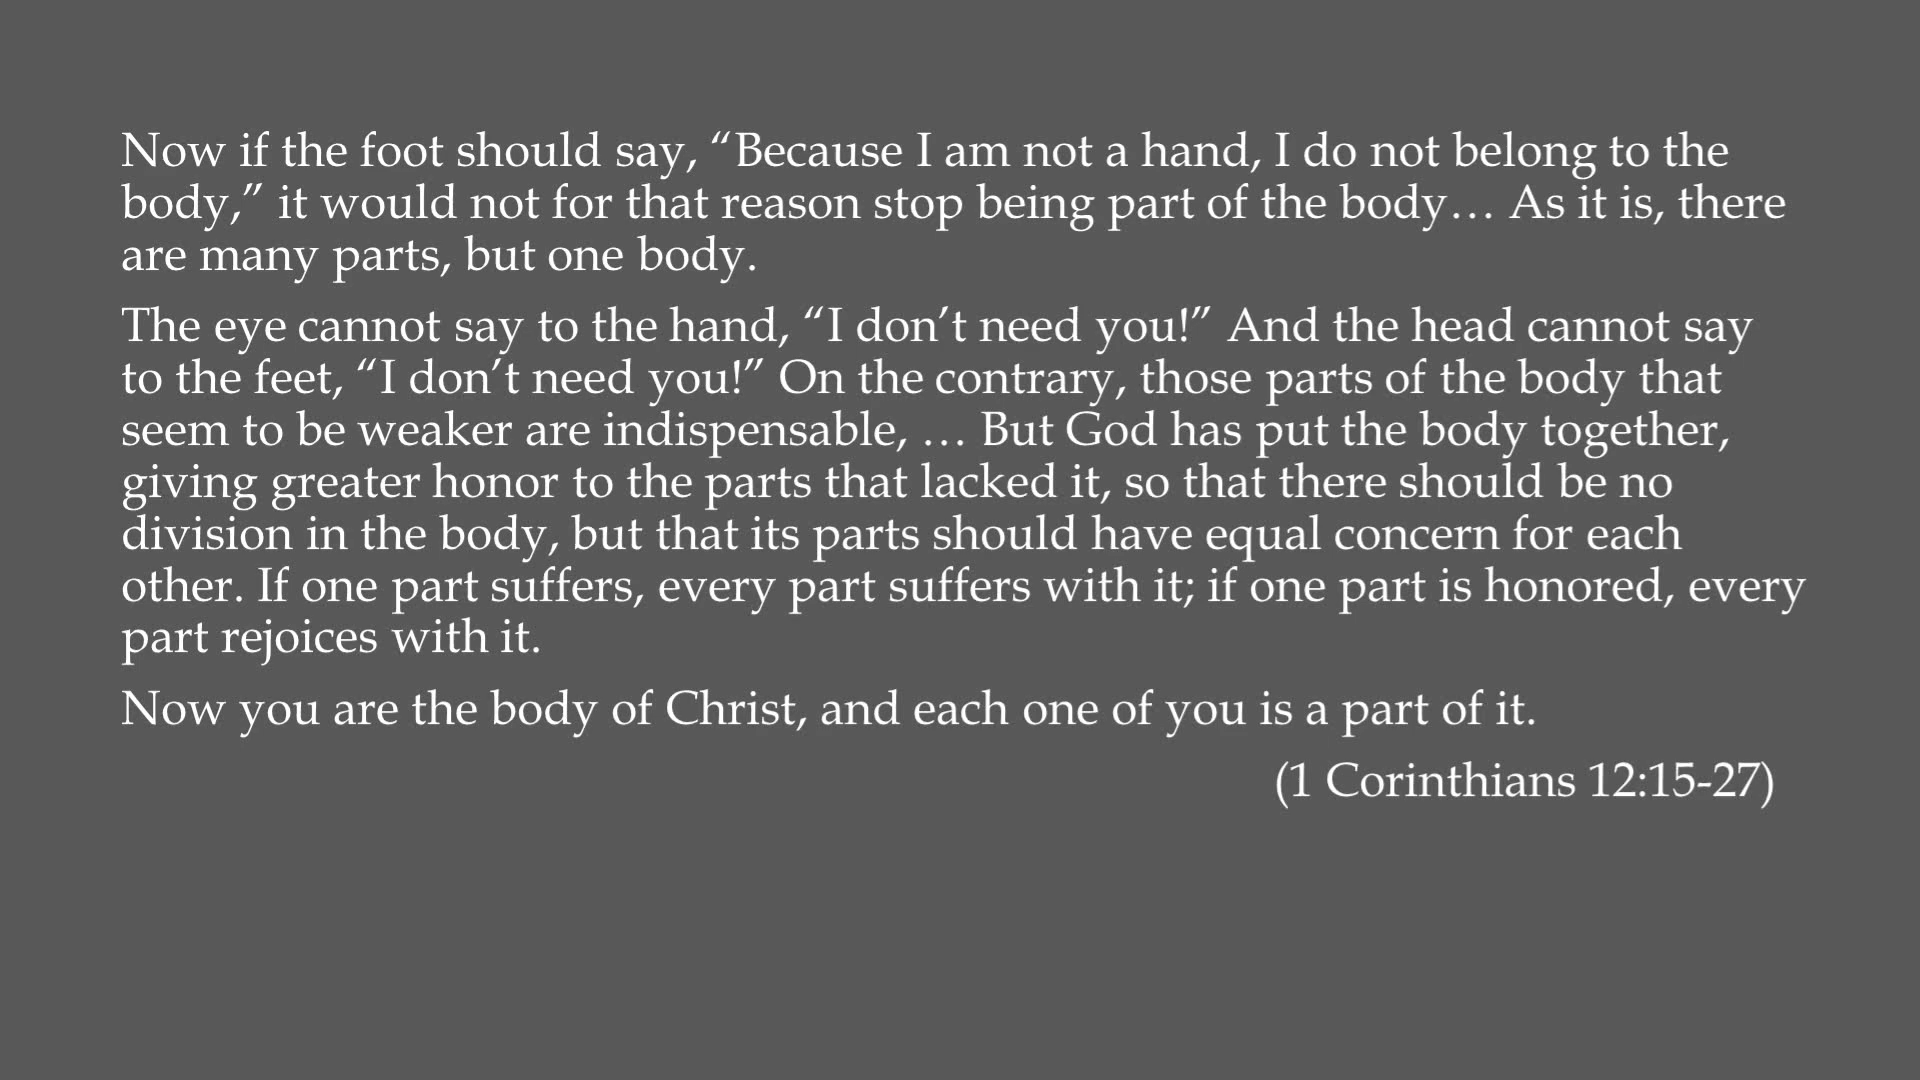 Now if the foot should say, “Because I am not a hand, I do not belong to the
body,” it would not for that reason stop being part of the body… As it is, there
are many parts, but one body.
The eye cannot say to the hand, “I don’t need you!” And the head cannot say
to the feet, “I don’t need you!” On the contrary, those parts of the body that
seem to be weaker are indispensable, … But God has put the body together,
giving greater honor to the parts that lacked it, so that there should be no
division in the body, but that its parts should have equal concern for each
other. If one part suffers, every part suffers with it; if one part is honored, every
part rejoices with it.
Now you are the body of Christ, and each one of you is a part of it.
(1 Corinthians 12:15-27)